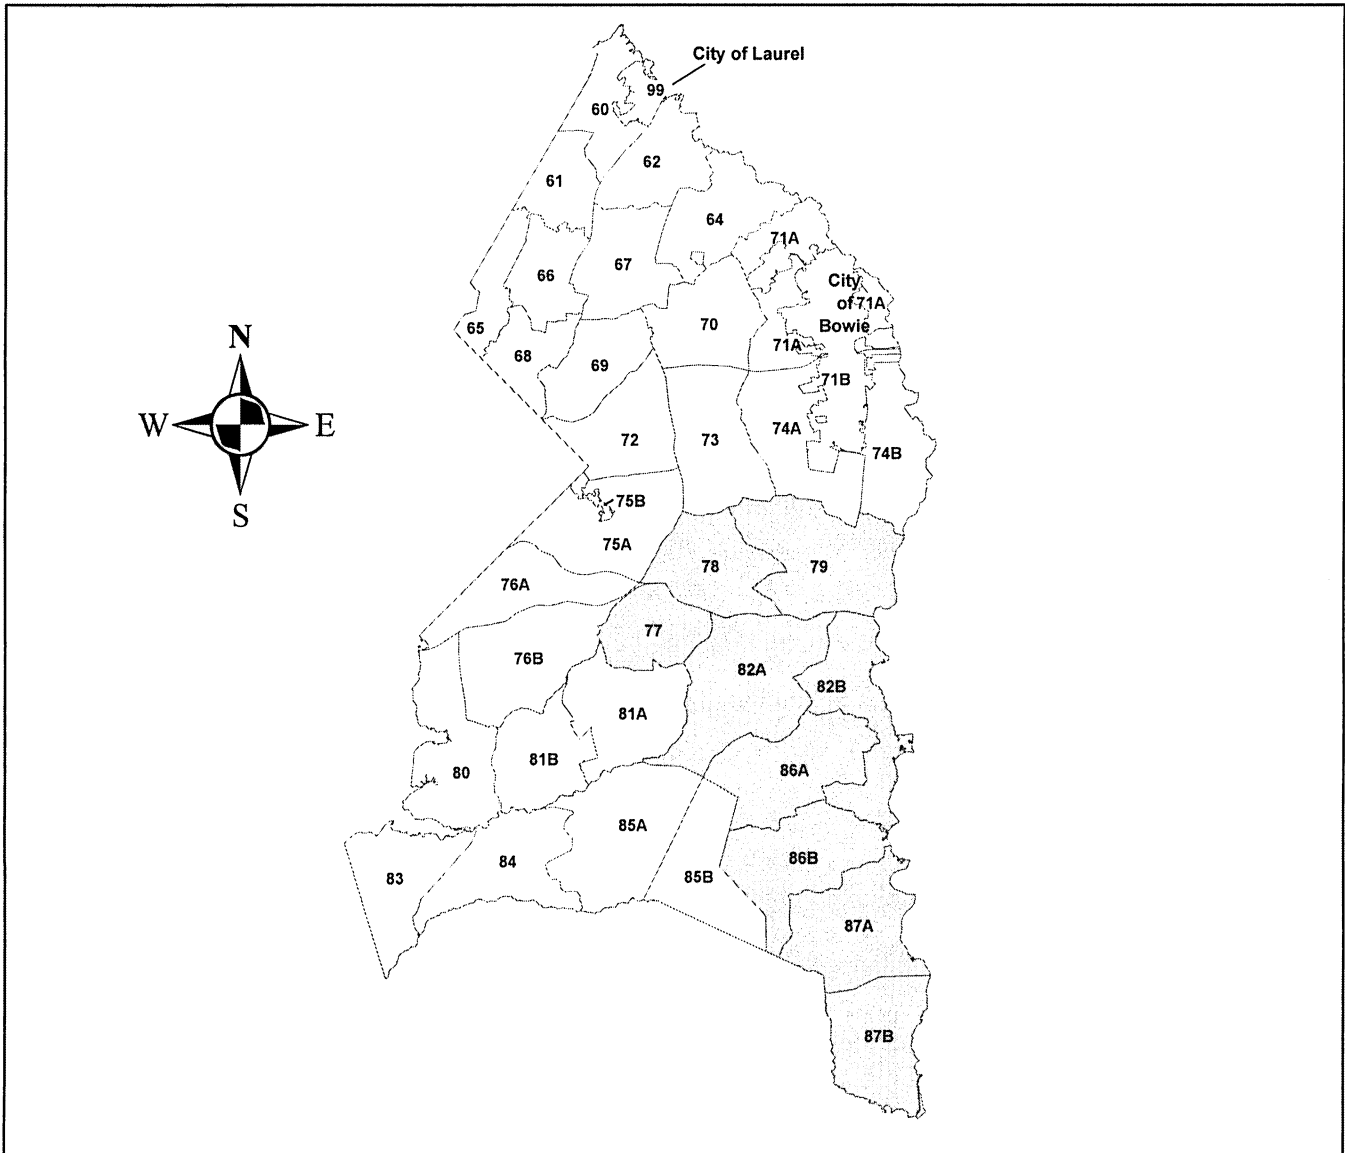 City of Laurel
99
60
62
61
64
71A
67
66
City
of 71A
Bowie
65
70
68
71A
69
71B
N
W E
S
74A
72
73
74B
75B
75A
78
79
76A
77
76B
82A
82B
81A
81B
86A
80
85A
84
86B
83
85B
87A
87B